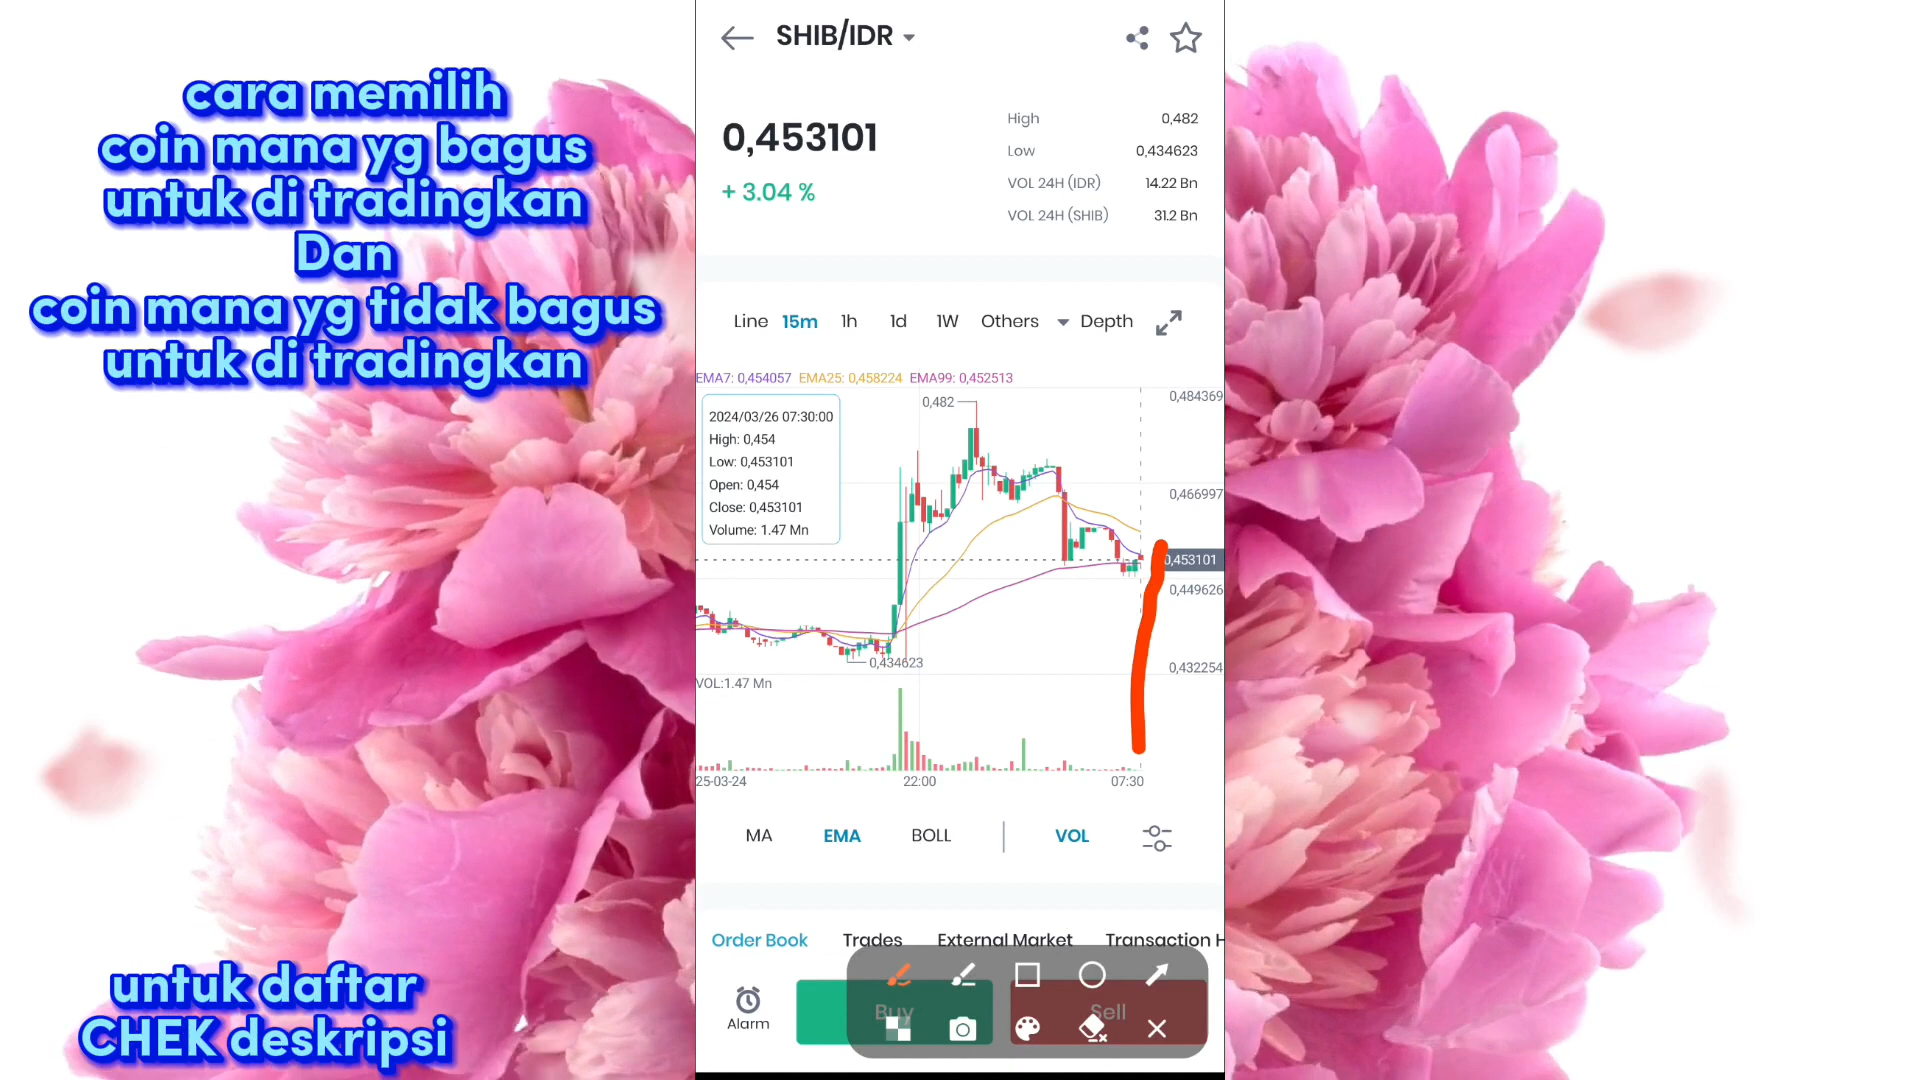 cara memilih
coin mana yg bagus
untuk di tradingkan
Dan
coin mana yg tidak bagus
untuk di tradingkan
untuk daftar
CHEK deskripsi
SHIB/IDR
0,453101
+ 3.04 %
High 0,482
Low 0,434623
VOL 24H (IDR) 14.22 Bn
VOL 24H (SHIB) 31.2 Bn
Line 15m 1h 1d 1W Others Depth
EMA7: 0,454057 EMA25: 0,458224 EMA99: 0,452513
2024/03/26 07:30:00
High: 0,454
Low: 0,453101
Open: 0,454
Close: 0,453101
Volume: 1.47 Mn
0,482
0,434623
0,484369
0,466997
0,453101
0,449626
0,432254
VOL:1.47 Mn
25-03-24 22:00 07:30
MA EMA BOLL VOL
Order Book Trades External Market Transaction H
Alarm Buy Sell